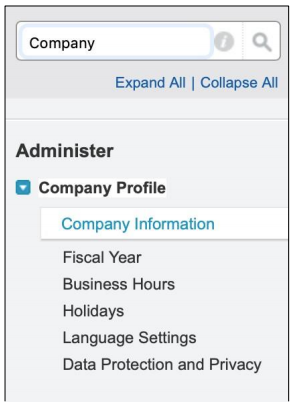 Company
Expand All | Collapse All
Administer
Company Profile
Company Information
Fiscal Year
Business Hours
Holidays
Language Settings
Data Protection and Privacy